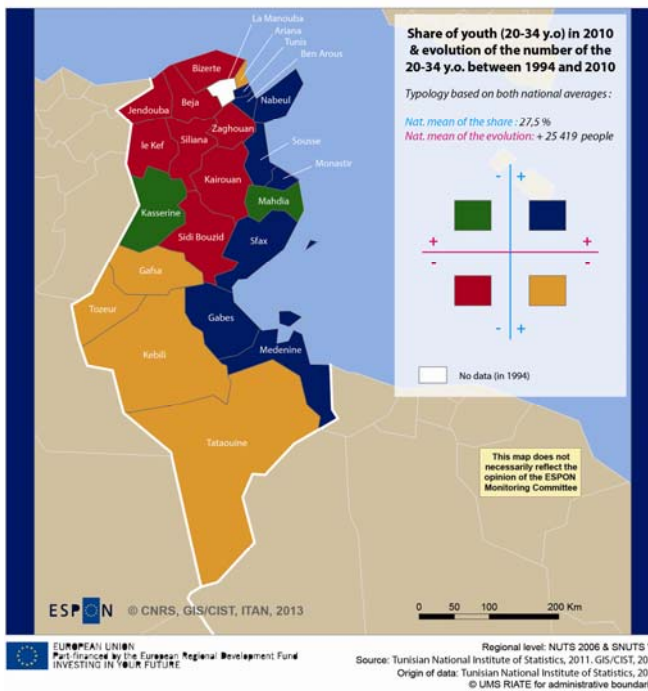 La Manouba
Ariana
Tunis
Ben Arous
Bizerte
Jendouba
Beja
Nabeul
Zaghouan
le Kef
Siliana
Sousse
Monastir
Kairouan
Kasserine
Mahdia
Sidi Bouzid
Sfax
Gafsa
Tozeur
Gabes
Kebili
Medenine
Tataouine
Share of youth (20-34 y.o) in 2010
& evolution of the number of the
20-34 y.o. between 1994 and 2010
Typology based on both national averages :
Nat. mean of the share : 27,5 %
Nat. mean of the evolution: + 25 419 people
- +
+ +
- -
- +
No data (in 1994)
This map does not
necessarily reflect the
opinion of the ESPON
Monitoring Committee
ESPON © CNRS, GIS/CIST, ITAN, 2013
0 50 100 200 Km
EUROPEAN UNION
Part-financed by the European Regional Development Fund
INVESTING IN YOUR FUTURE
Regional level: NUTS 2006 & SNUTS
Source: Tunisian National Institute of Statistics, 2011. GIS/CIST, 20
Origin of data: Tunisian National Institute of Statistics, 20
© UMS RIATE for administrative boundar